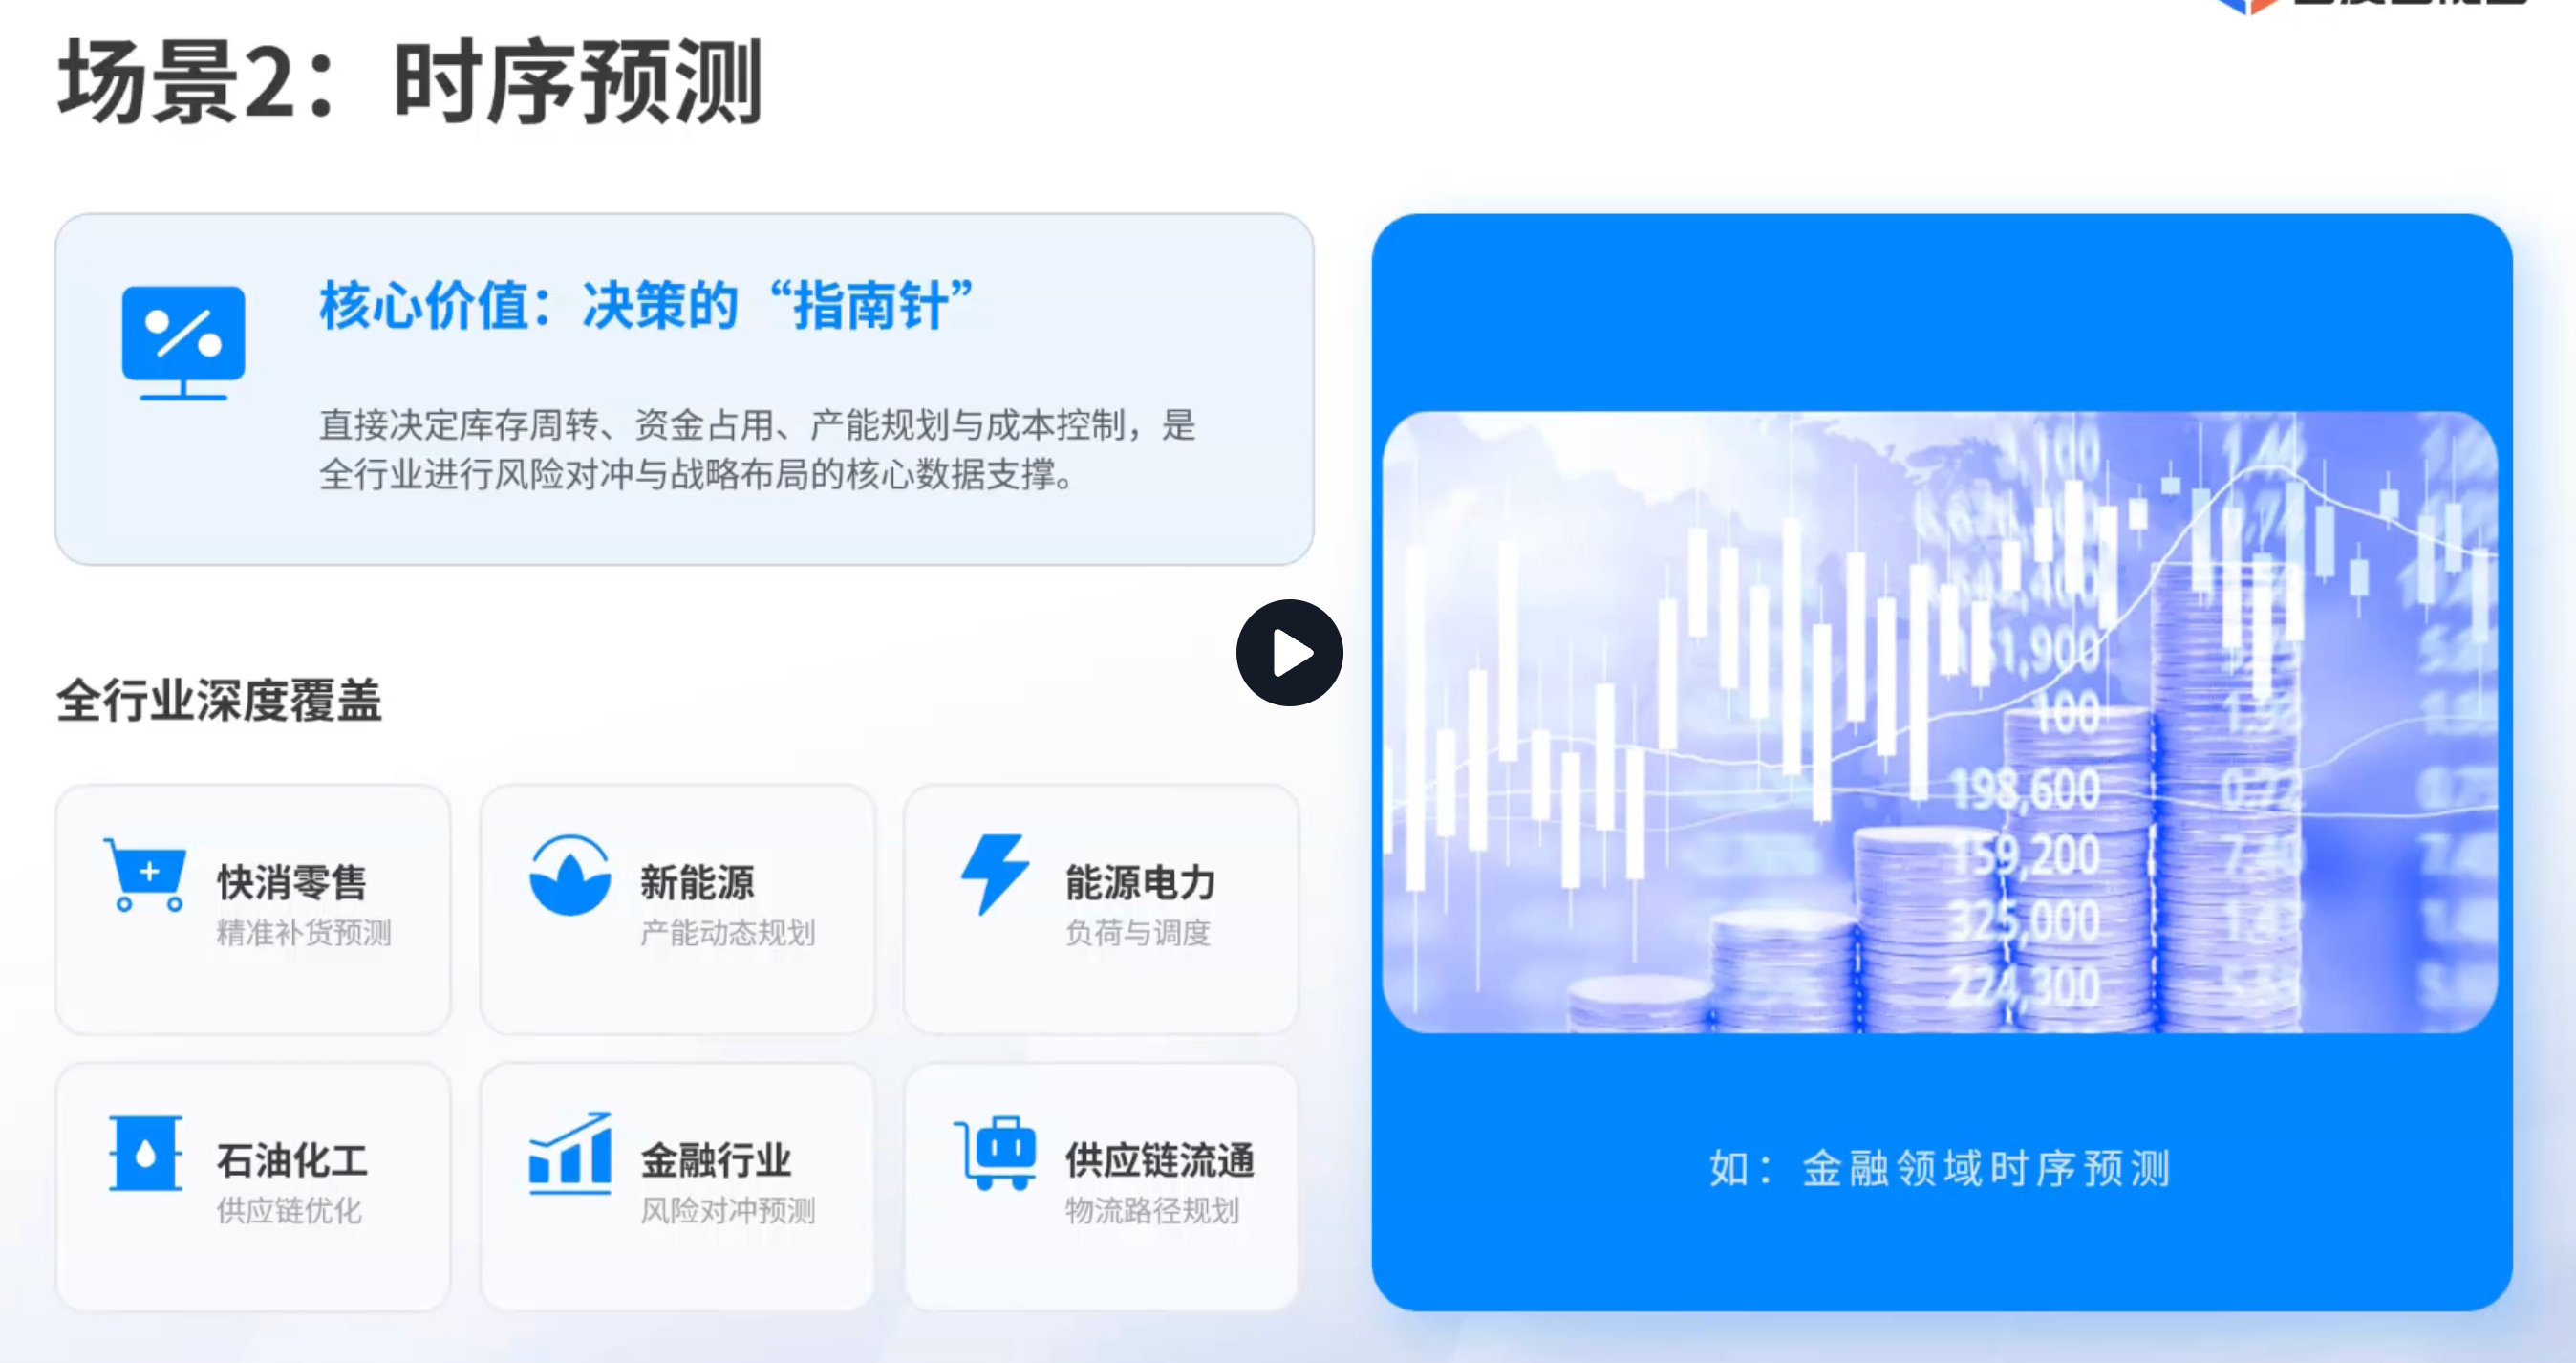 场景2：时序预测
核心价值：决策的“指南针”
直接决定库存周转、资金占用、产能规划与成本控制，是
全行业进行风险对冲与战略布局的核心数据支撑。
全行业深度覆盖
快消零售
精准补货预测
新能源
产能动态规划
能源电力
负荷与调度
石油化工
供应链优化
金融行业
风险对冲预测
供应链流通
物流路径规划
100
198,600
0.72
159,200
325,000
224,300
如：金融领域时序预测